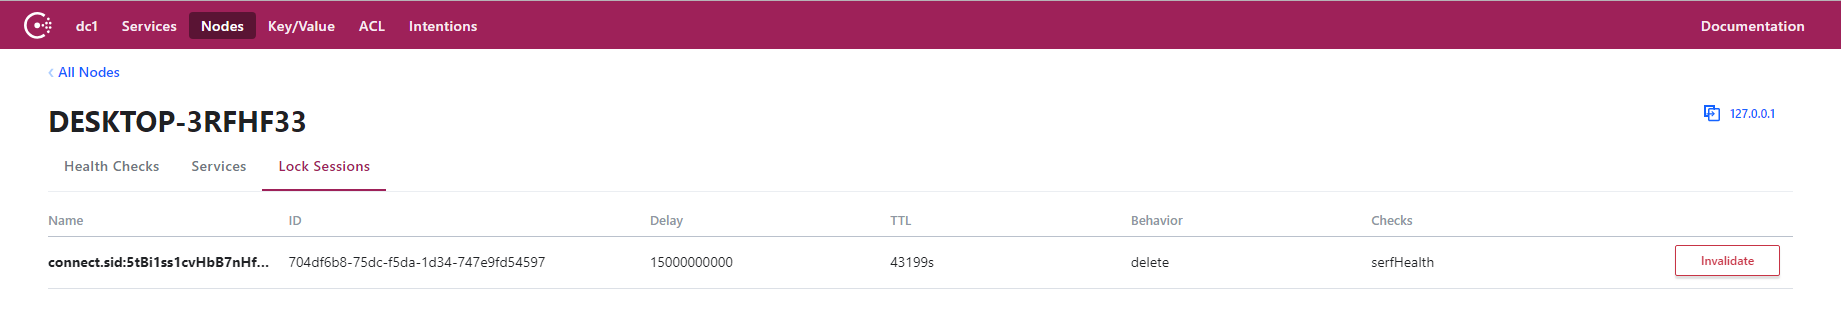 dc1 Services Nodes Key/Value ACL Intentions Documentation
All Nodes
DESKTOP-3RFHF33
127.0.0.1
Health Checks Services Lock Sessions
Name ID Delay TTL Behavior Checks
connect.sid:5tBi1ss1cvHbB7nHf... 704df6b8-75dc-f5da-1d34-747e9fd54597 15000000000 43199s delete serfHealth Invalidate